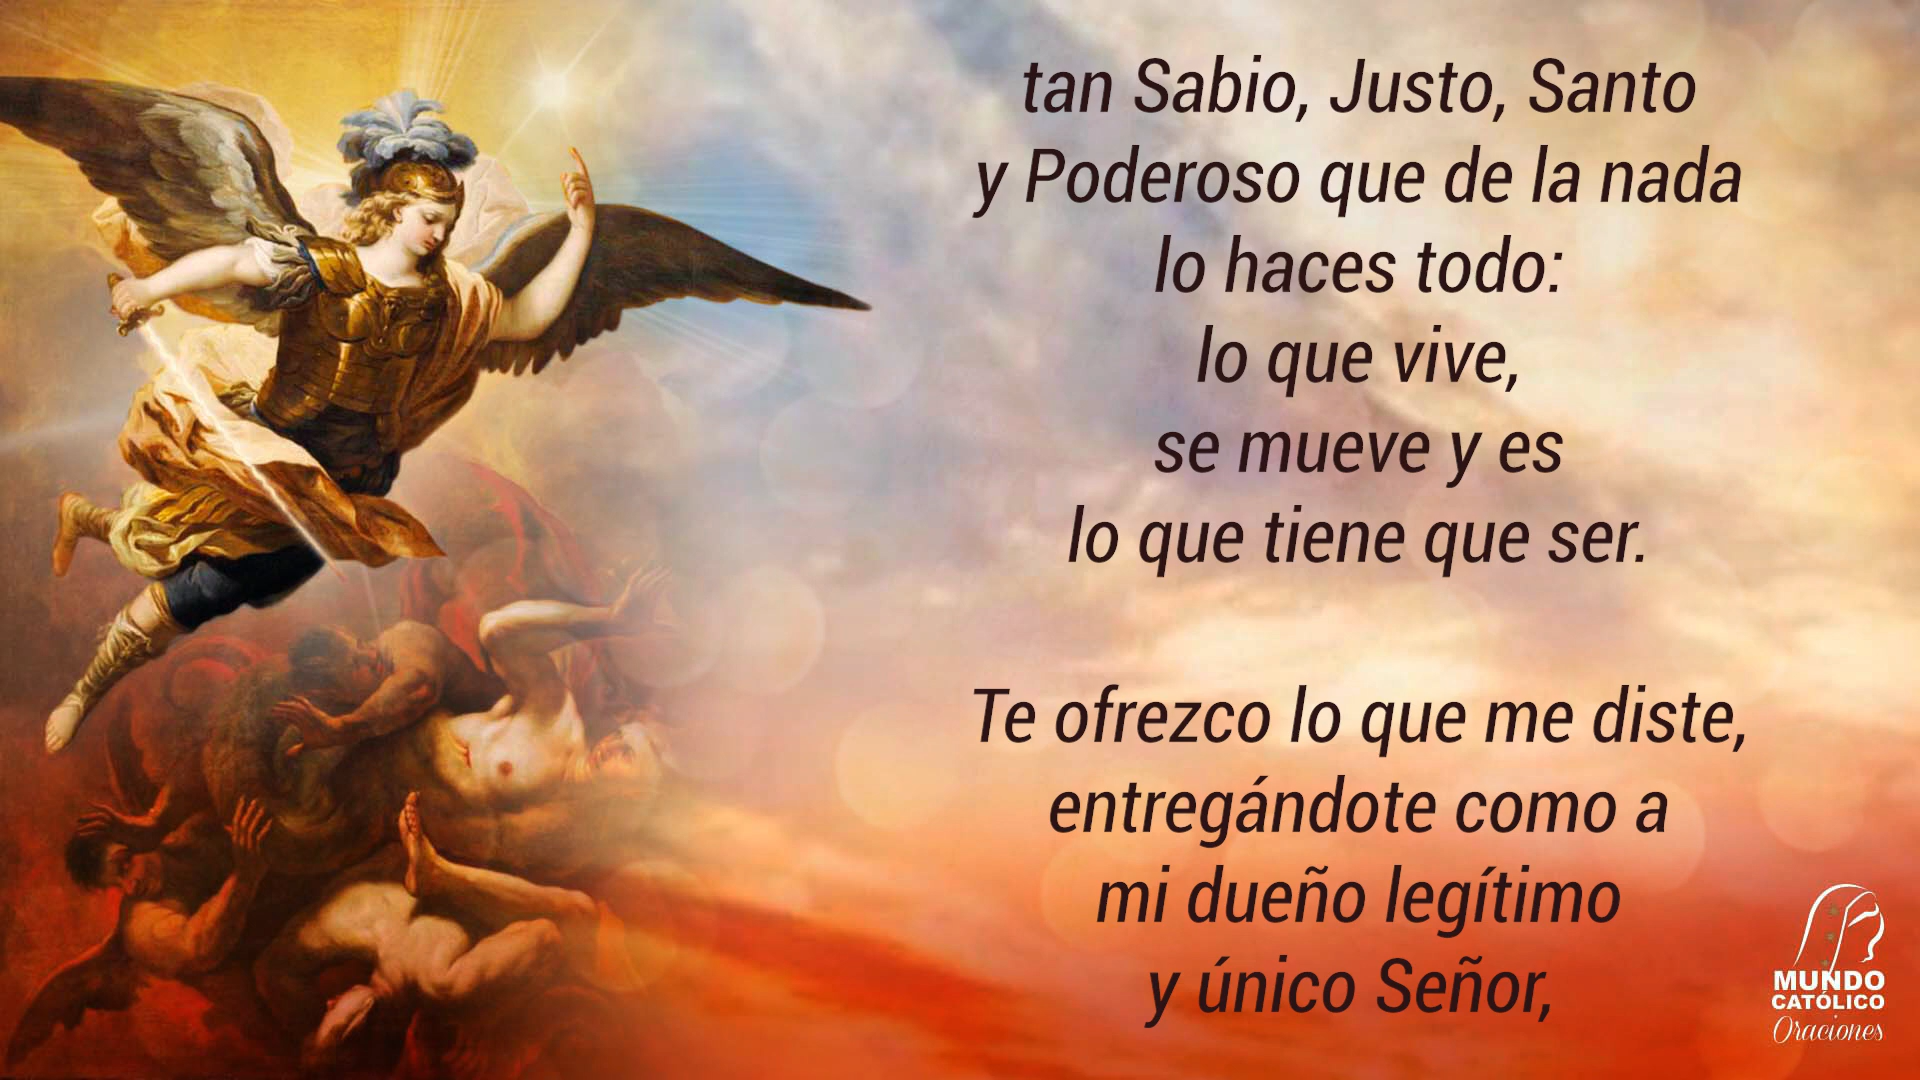 tan Sabio, Justo, Santo
y Poderoso que de la nada
lo haces todo:
lo que vive,
se mueve y es
lo que tiene que ser.
Te ofrezco lo que me diste,
entregándote como a
mi dueño legítimo
y único Señor,
MUNDO
CATÓLICO
Oraciones